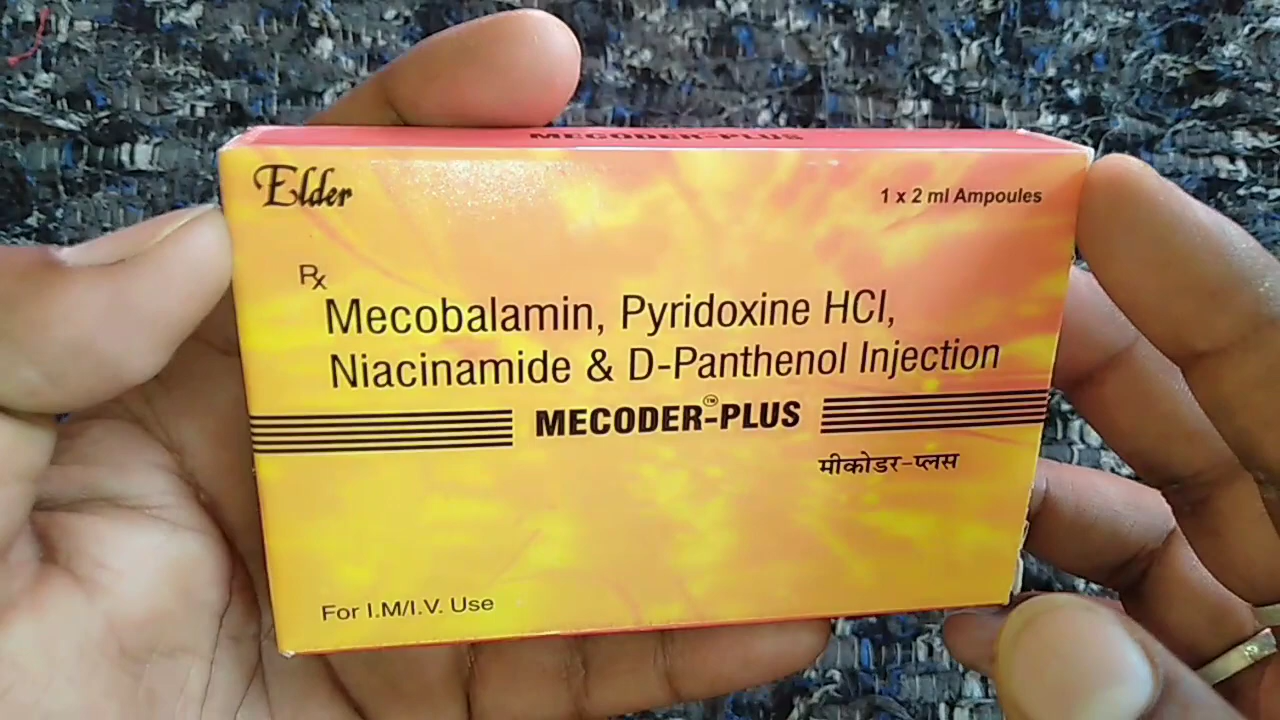 MECODER-PLUS
Elder
1 x 2 ml Ampoules
Rx
Mecobalamin, Pyridoxine HCl,
Niacinamide & D-Panthenol Injection
MECODER™-PLUS
मीकोडर-प्लस
For I.M/I.V. Use